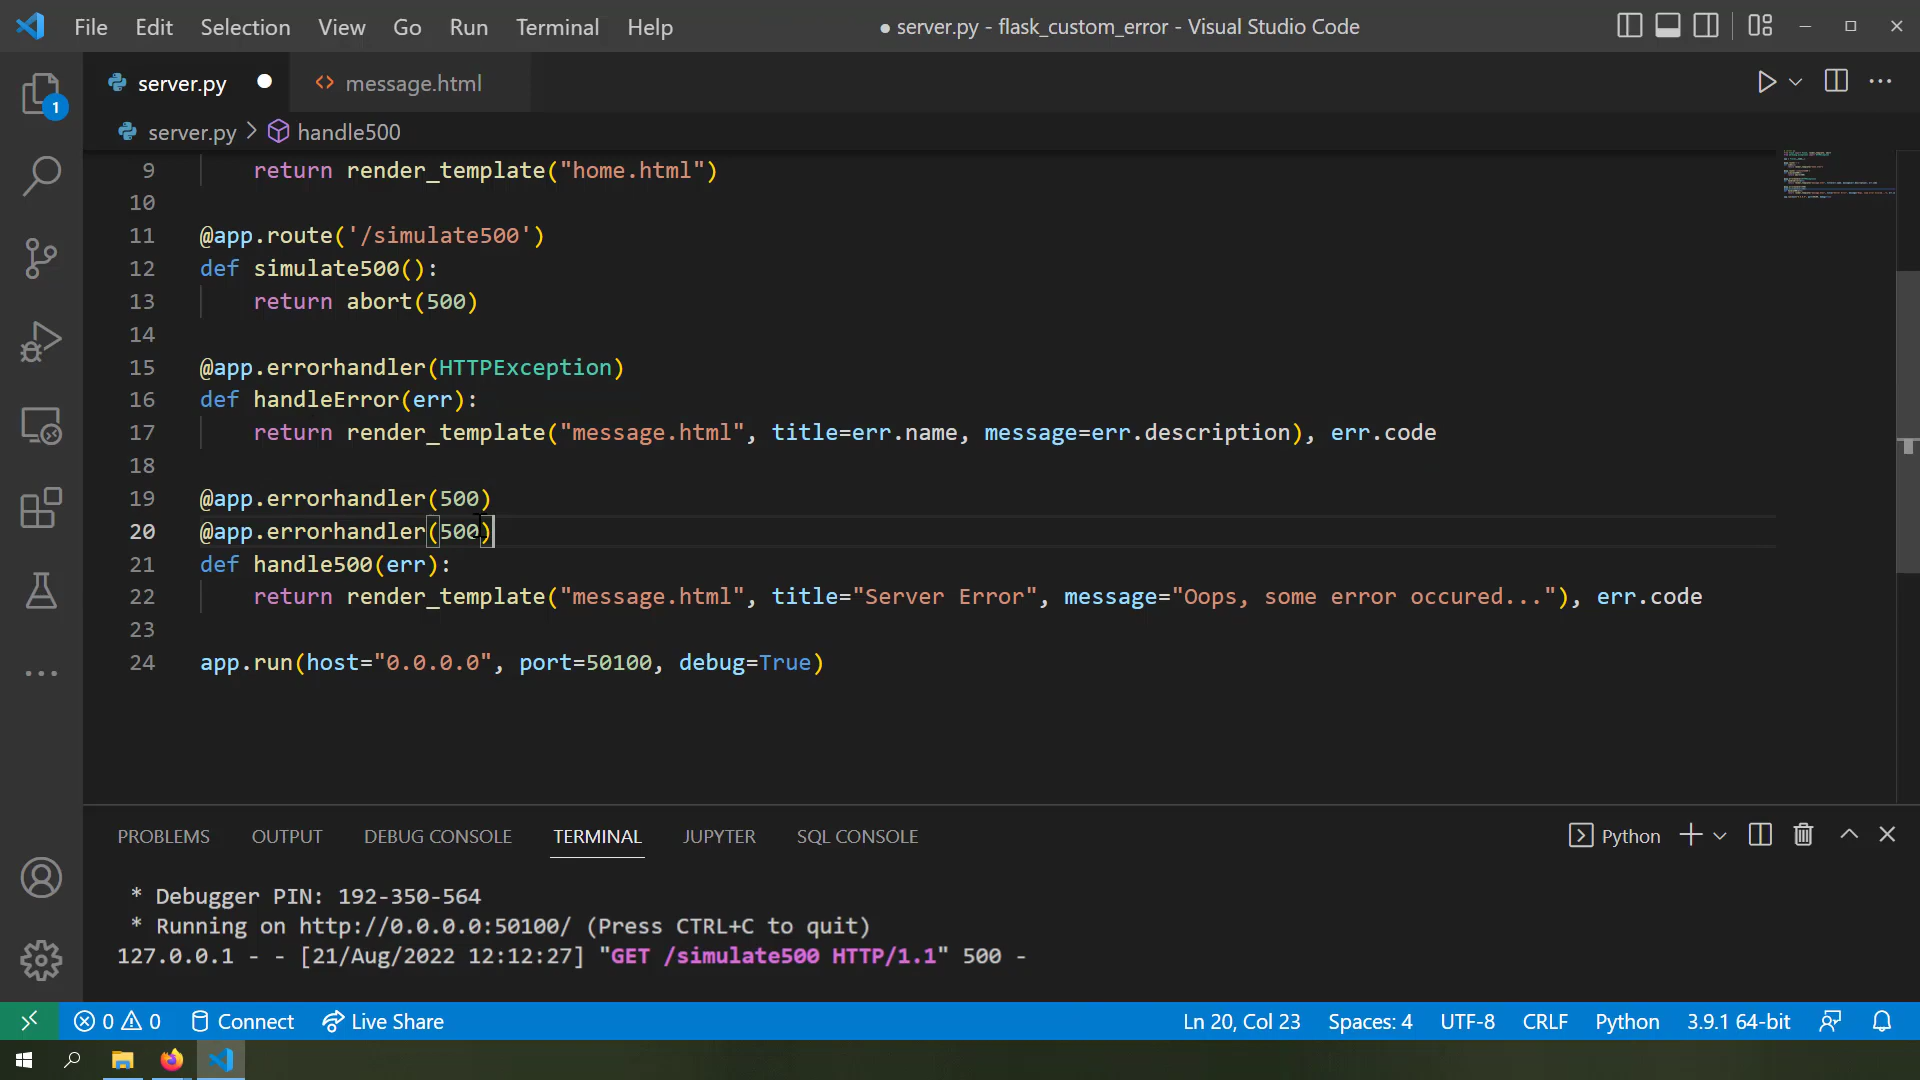 File Edit Selection View Go Run Terminal Help
● server.py - flask_custom_error - Visual Studio Code
1
server.py
message.html
server.py > handle500
9 return render_template("home.html")
10
11 @app.route('/simulate500')
12 def simulate500():
13 return abort(500)
14
15 @app.errorhandler(HTTPException)
16 def handleError(err):
17 return render_template("message.html", title=err.name, message=err.description), err.code
18
19 @app.errorhandler(500)
20 @app.errorhandler(500)
21 def handle500(err):
22 return render_template("message.html", title="Server Error", message="Oops, some error occured..."), err.code
23
24 app.run(host="0.0.0.0", port=50100, debug=True)
PROBLEMS OUTPUT DEBUG CONSOLE TERMINAL JUPYTER SQL CONSOLE
Python
* Debugger PIN: 192-350-564
* Running on http://0.0.0.0:50100/ (Press CTRL+C to quit)
127.0.0.1 - - [21/Aug/2022 12:12:27] "GET /simulate500 HTTP/1.1" 500 -
0 0 Connect Live Share Ln 20, Col 23 Spaces: 4 UTF-8 CRLF Python 3.9.1 64-bit